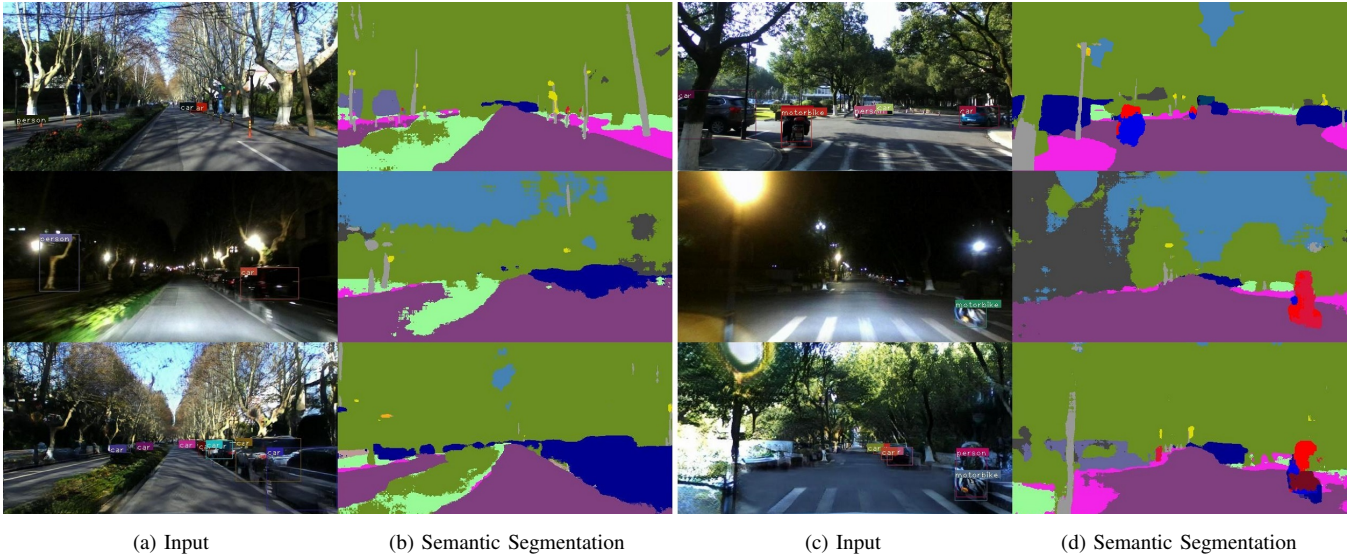 car car
person
car
motorbike
person
car
person
car
motorbike
car car car car car
car
car car
person
motorbike
(a) Input (b) Semantic Segmentation (c) Input (d) Semantic Segmentation